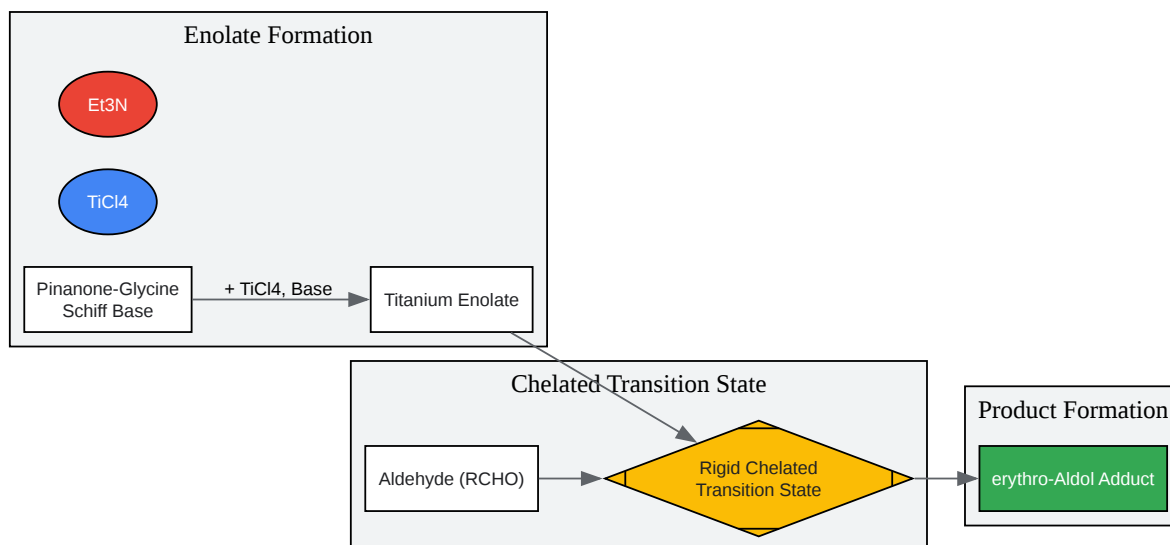 Enolate Formation
Et3N
TiCl4
Pinanone-Glycine
Schiff Base
+ TiCl4, Base
Titanium Enolate
Chelated Transition State
Aldehyde (RCHO)
Rigid Chelated
Transition State
Product Formation
erythro-Aldol Adduct